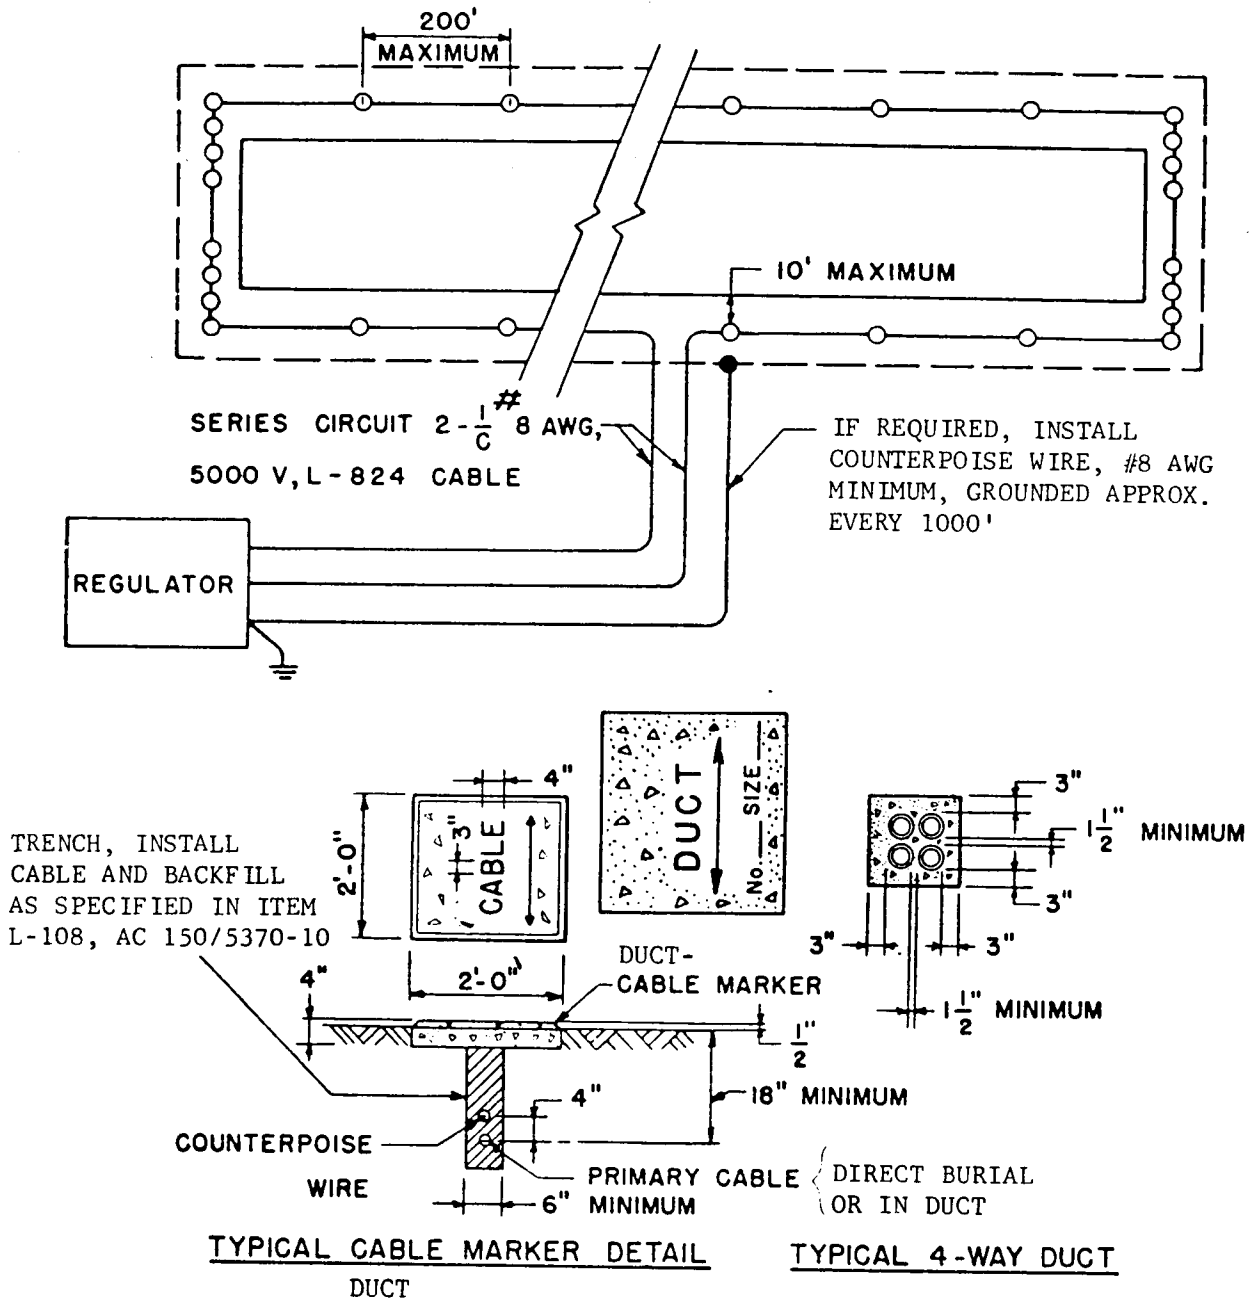 200'
MAXIMUM
10' MAXIMUM
SERIES CIRCUIT 2-1/C # 8 AWG,
5000 V, L-824 CABLE
IF REQUIRED, INSTALL
COUNTERPOISE WIRE, #8 AWG
MINIMUM, GROUNDED APPROX.
EVERY 1000'
REGULATOR
TRENCH, INSTALL
CABLE AND BACKFILL
AS SPECIFIED IN ITEM
L-108, AC 150/5370-10
4"
2'-0"
3"
CABLE
2'-0"
DUCT
No. SIZE
3"
1 1/2" MINIMUM
3"
3"
3"
1 1/2" MINIMUM
4"
DUCT-
CABLE MARKER
1/2"
18" MINIMUM
4"
COUNTERPOISE
WIRE
PRIMARY CABLE
DIRECT BURIAL
OR IN DUCT
6" MINIMUM
TYPICAL CABLE MARKER DETAIL
DUCT
TYPICAL 4-WAY DUCT